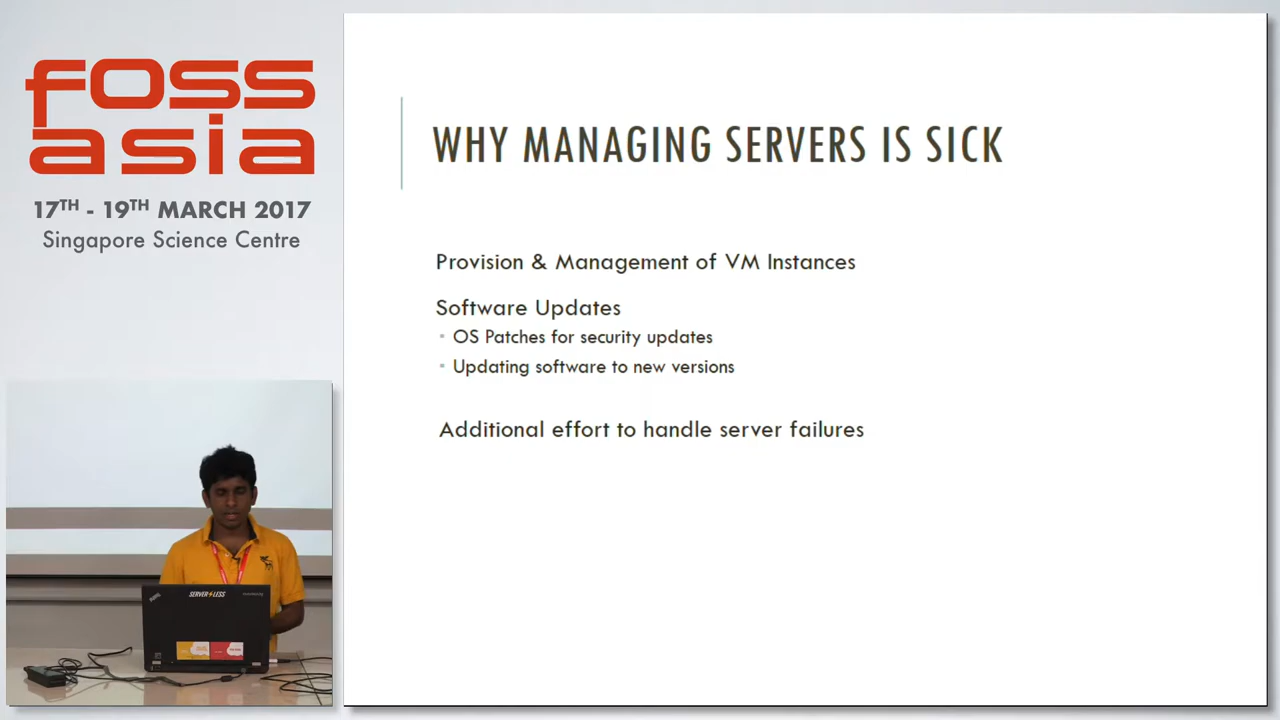 foss
asia
17TH - 19TH MARCH 2017
Singapore Science Centre
WHY MANAGING SERVERS IS SICK
Provision & Management of VM Instances
Software Updates
OS Patches for security updates
Updating software to new versions
Additional effort to handle server failures
SERVERLESS